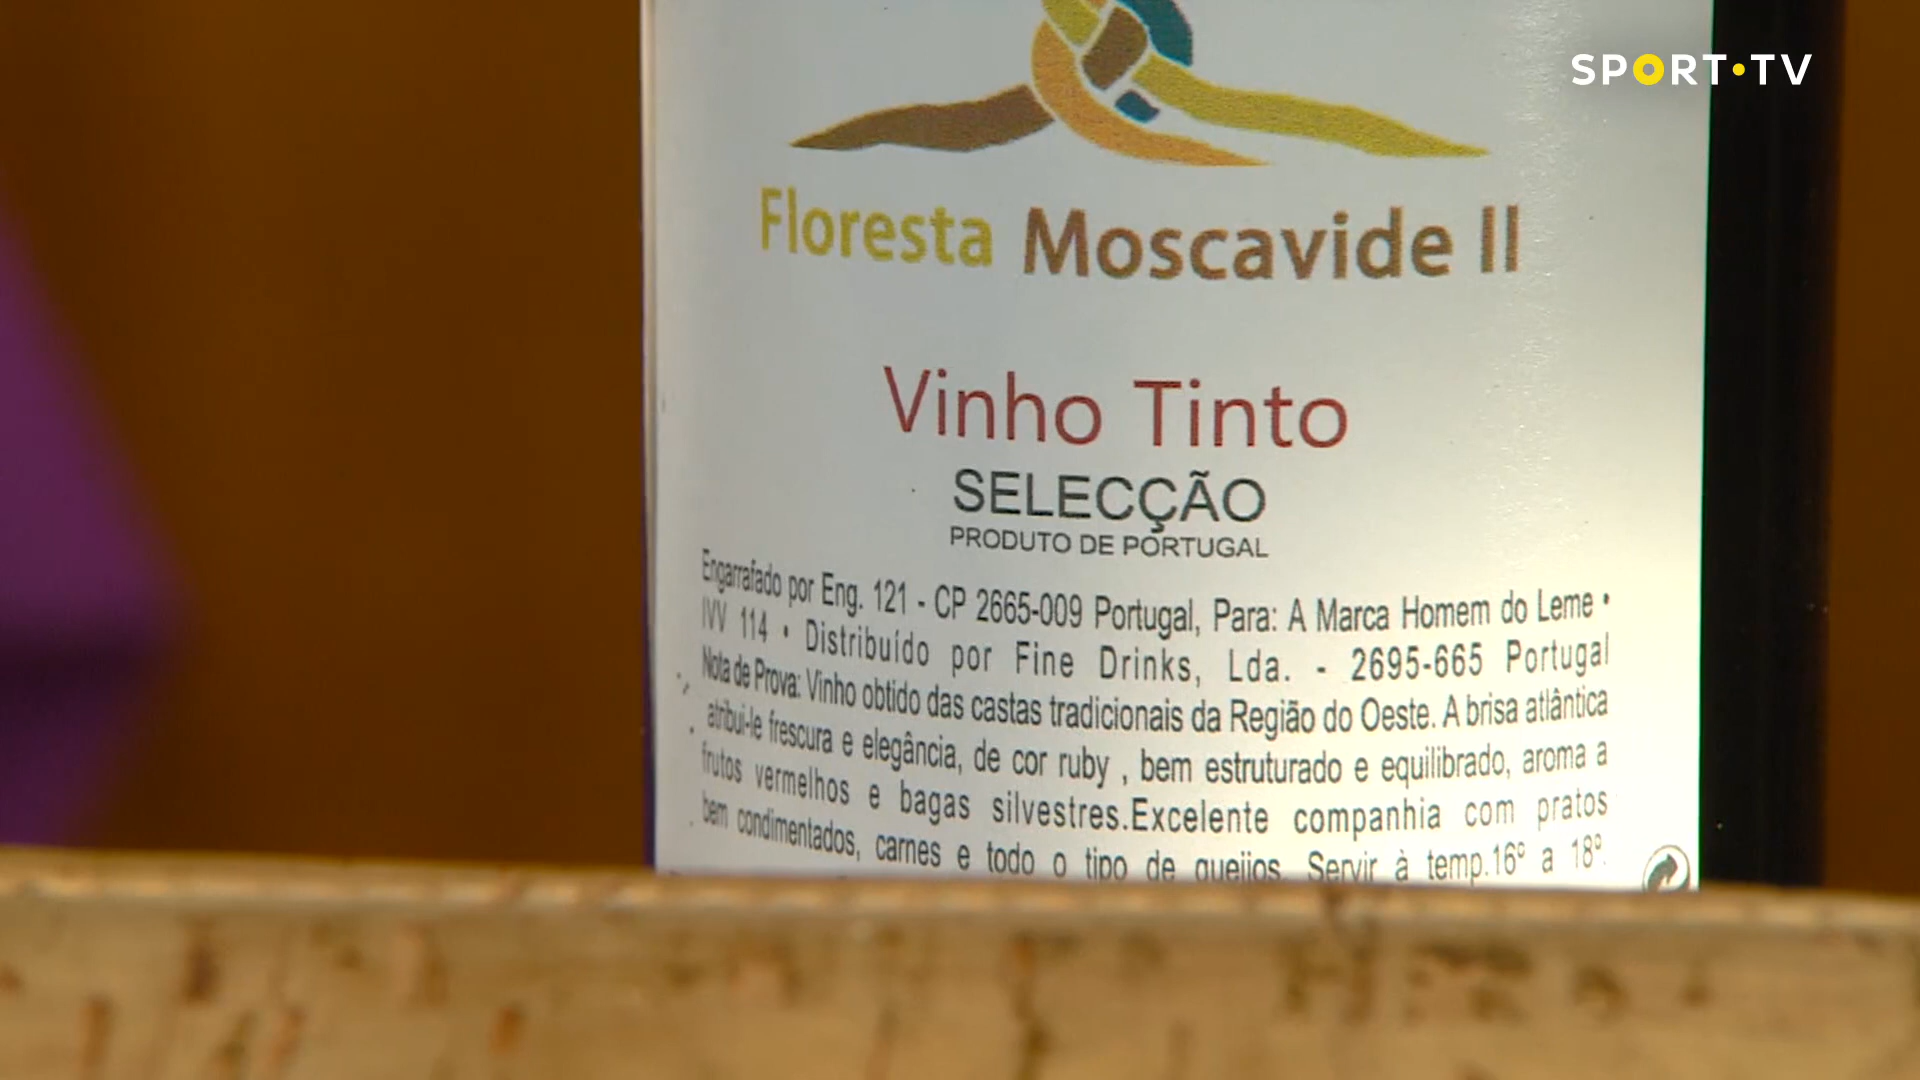 SPORT•TV
Floresta Moscavide II
Vinho Tinto
SELECÇÃO
PRODUTO DE PORTUGAL
Engarrafado por Eng. 121 - CP 2665-009 Portugal, Para: A Marca Homem do Leme •
IVV 114 • Distribuído por Fine Drinks, Lda. - 2695-665 Portugal
Nota de Prova: Vinho obtido das castas tradicionais da Região do Oeste. A brisa atlântica
atribui-le frescura e elegância, de cor ruby , bem estruturado e equilibrado, aroma a
frutos vermelhos e bagas silvestres.Excelente companhia com pratos
bem condimentados, carnes e todo o tipo de queijos. Servir à temp.16º a 18º.